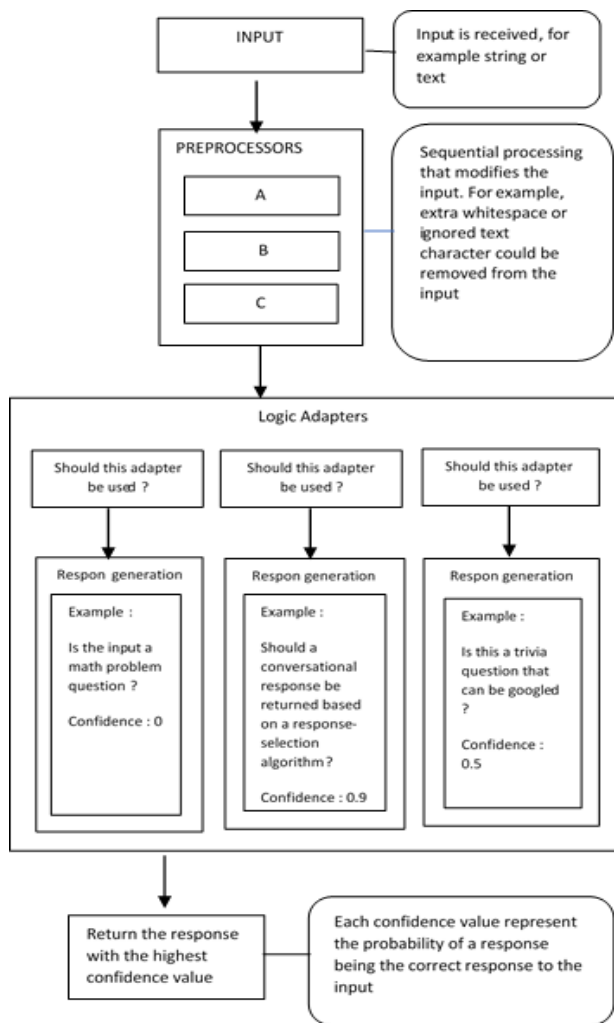 INPUT
Input is received, for
example string or
text
PREPROCESSORS
A
B
C
Sequential processing
that modifies the
input. For example,
extra whitespace or
ignored text
character could be
removed from the
input
Logic Adapters
Should this adapter
be used ?
Should this adapter
be used ?
Should this adapter
be used ?
Respon generation
Example :
Is the input a
math problem
question ?
Confidence : 0
Respon generation
Example :
Should a
conversational
response be
returned based
on a response-
selection
algorithm?
Confidence : 0.9
Respon generation
Example :
Is this a trivia
question that
can be googled
?
Confidence :
0.5
Return the response
with the highest
confidence value
Each confidence value represent
the probability of a response
being the correct response to the
input